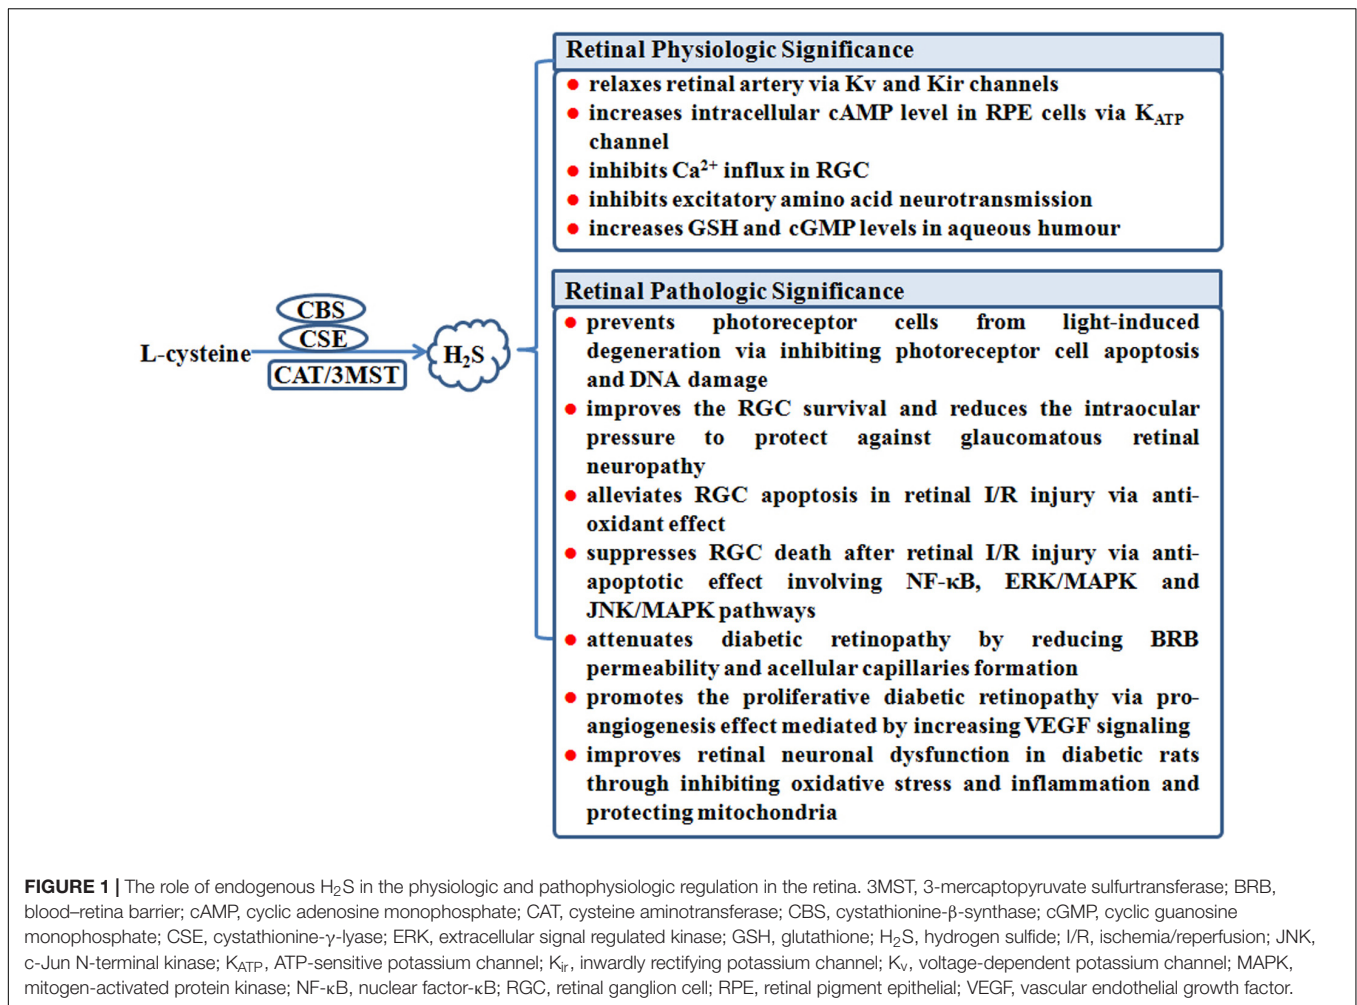 Retinal Physiologic Significance
● relaxes retinal artery via Kv and Kir channels
● increases intracellular cAMP level in RPE cells via K_ATP
channel
● inhibits Ca²⁺ influx in RGC
● inhibits excitatory amino acid neurotransmission
● increases GSH and cGMP levels in aqueous humour
CBS
CSE
L-cysteine
CAT/3MST
H₂S
Retinal Pathologic Significance
● prevents photoreceptor cells from light-induced
degeneration via inhibiting photoreceptor cell apoptosis
and DNA damage
● improves the RGC survival and reduces the intraocular
pressure to protect against glaucomatous retinal
neuropathy
● alleviates RGC apoptosis in retinal I/R injury via anti-
oxidant effect
● suppresses RGC death after retinal I/R injury via anti-
apoptotic effect involving NF-κB, ERK/MAPK and
JNK/MAPK pathways
● attenuates diabetic retinopathy by reducing BRB
permeability and acellular capillaries formation
● promotes the proliferative diabetic retinopathy via pro-
angiogenesis effect mediated by increasing VEGF signaling
● improves retinal neuronal dysfunction in diabetic rats
through inhibiting oxidative stress and inflammation and
protecting mitochondria
FIGURE 1 | The role of endogenous H₂S in the physiologic and pathophysiologic regulation in the retina. 3MST, 3-mercaptopyruvate sulfurtransferase; BRB,
blood–retina barrier; cAMP, cyclic adenosine monophosphate; CAT, cysteine aminotransferase; CBS, cystathionine-β-synthase; cGMP, cyclic guanosine
monophosphate; CSE, cystathionine-γ-lyase; ERK, extracellular signal regulated kinase; GSH, glutathione; H₂S, hydrogen sulfide; I/R, ischemia/reperfusion; JNK,
c-Jun N-terminal kinase; K_ATP, ATP-sensitive potassium channel; K_ir, inwardly rectifying potassium channel; K_v, voltage-dependent potassium channel; MAPK,
mitogen-activated protein kinase; NF-κB, nuclear factor-κB; RGC, retinal ganglion cell; RPE, retinal pigment epithelial; VEGF, vascular endothelial growth factor.